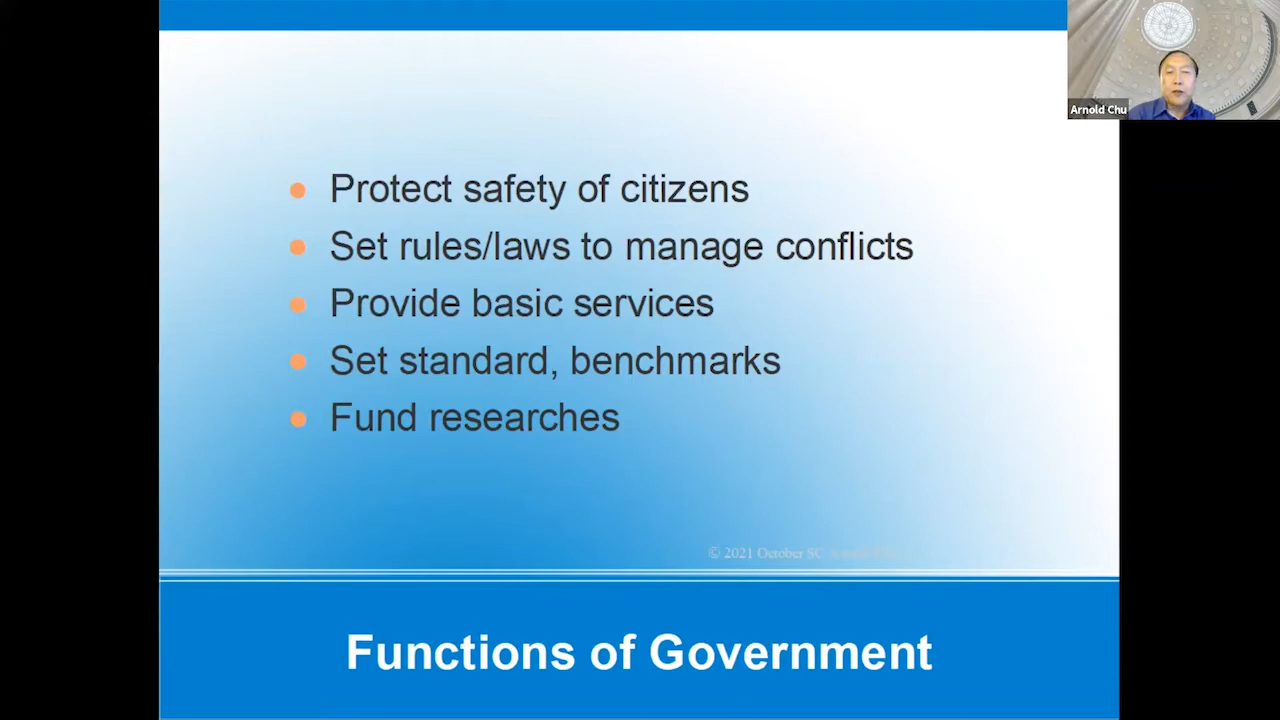 Arnold Chu
Protect safety of citizens
Set rules/laws to manage conflicts
Provide basic services
Set standard, benchmarks
Fund researches
© 2021 October SC
Functions of Government